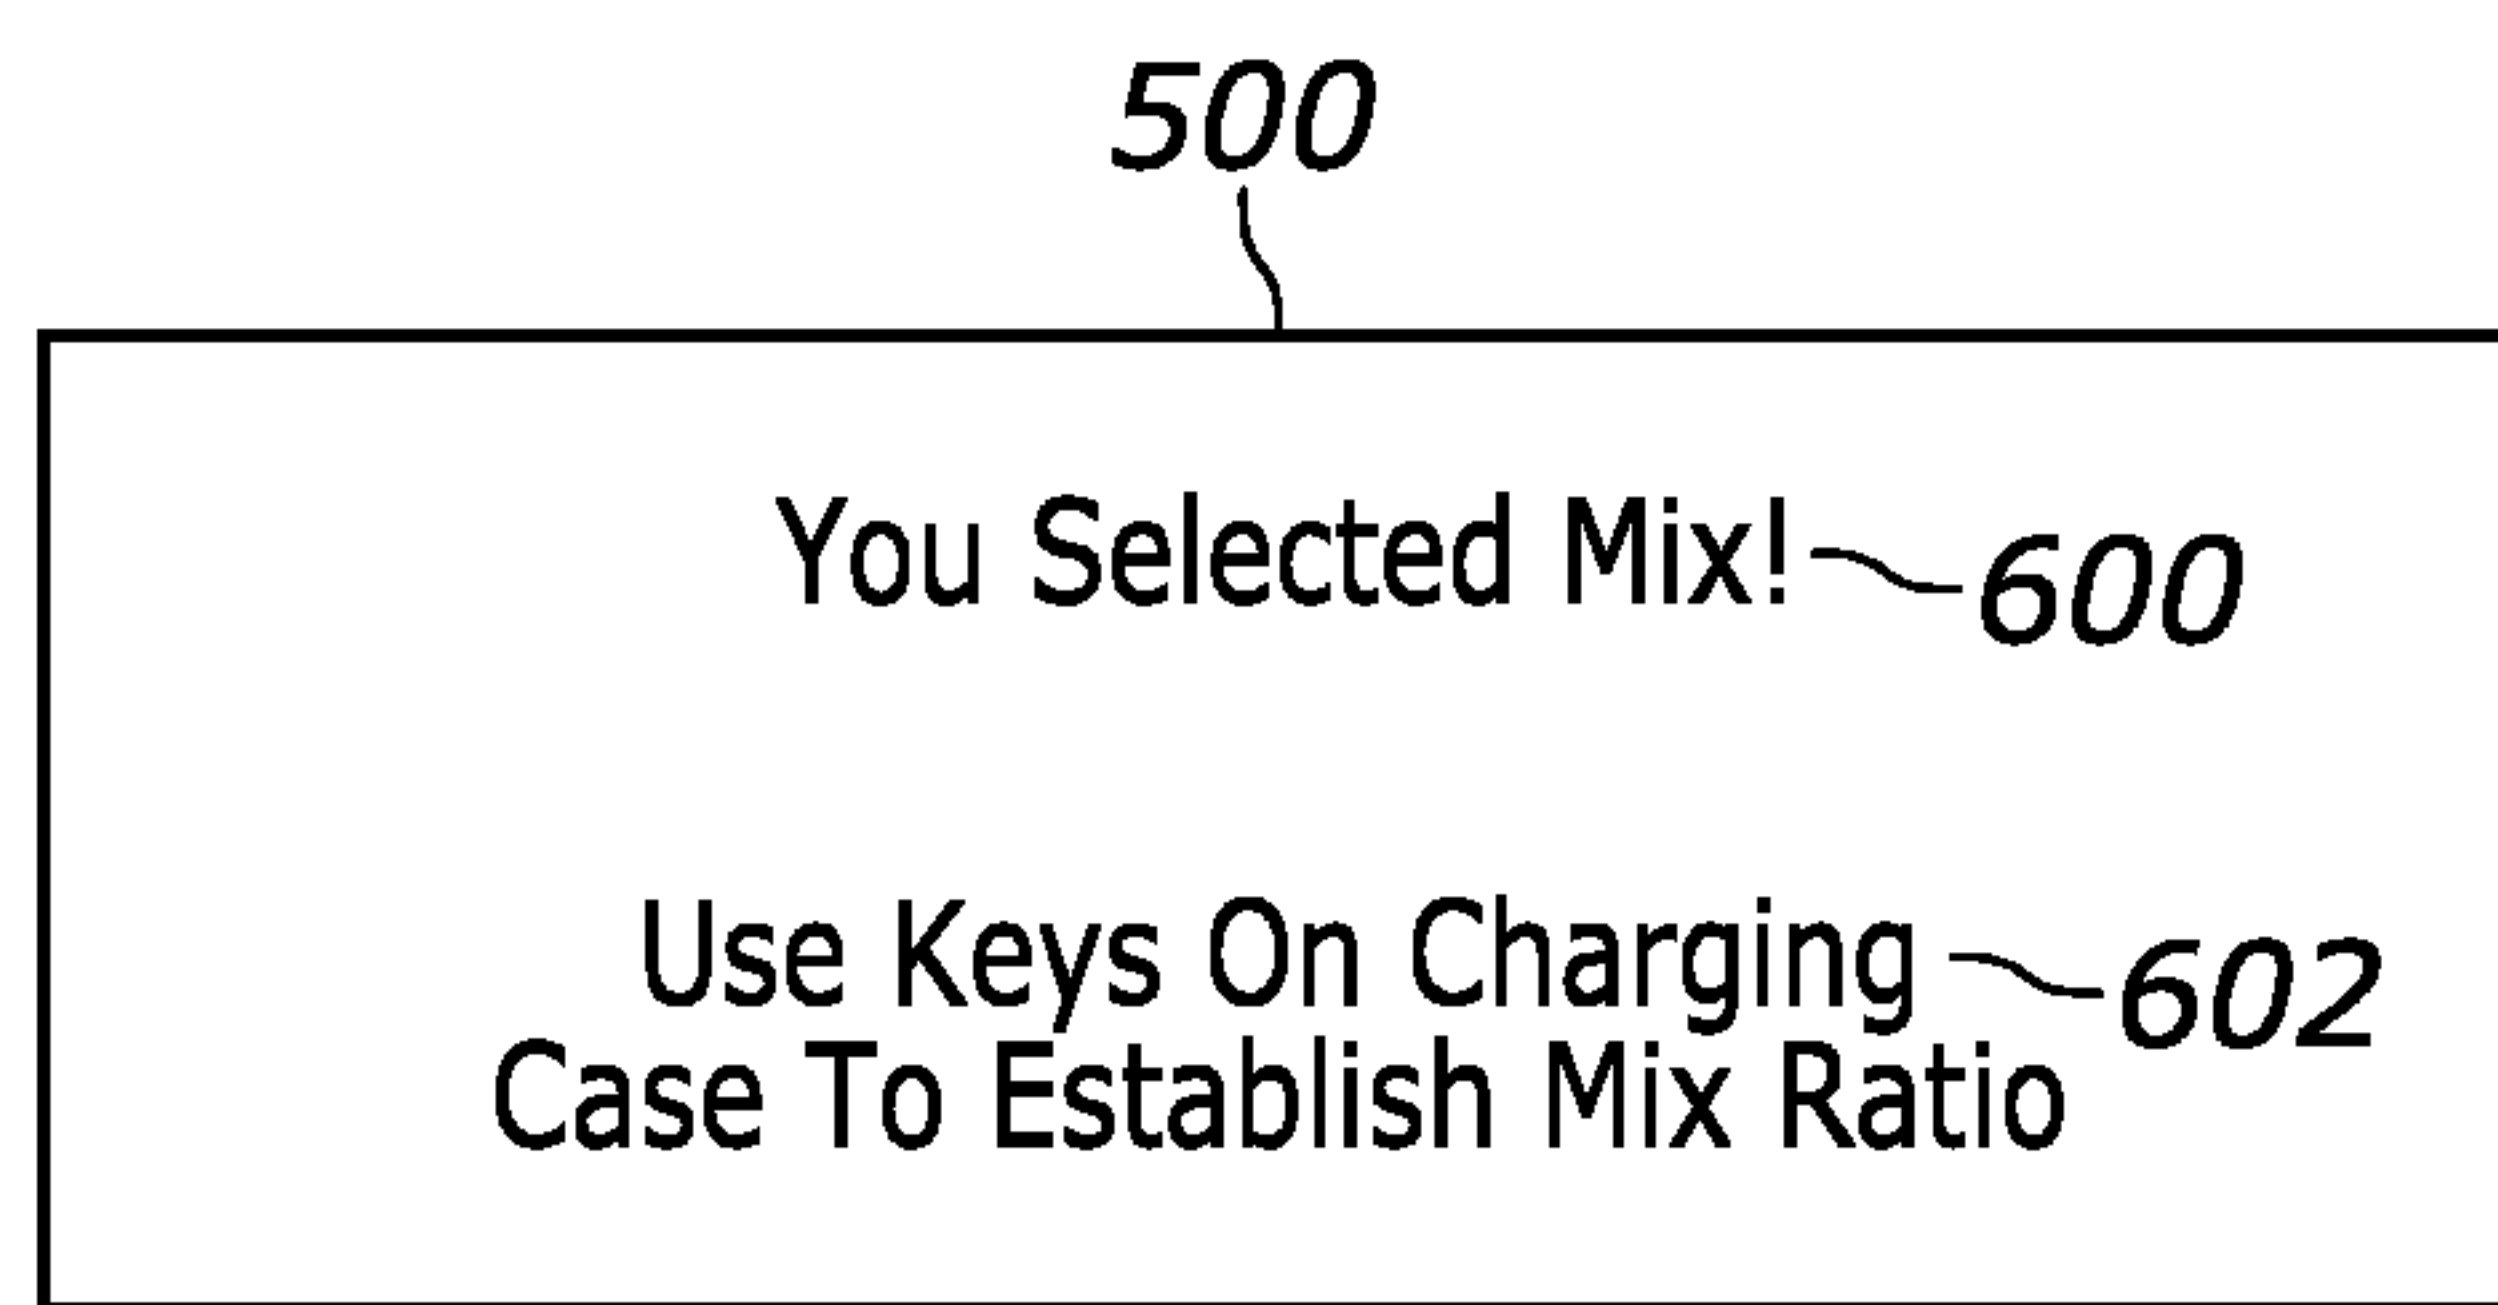 500
You Selected Mix! 600
Use Keys On Charging 602
Case To Establish Mix Ratio